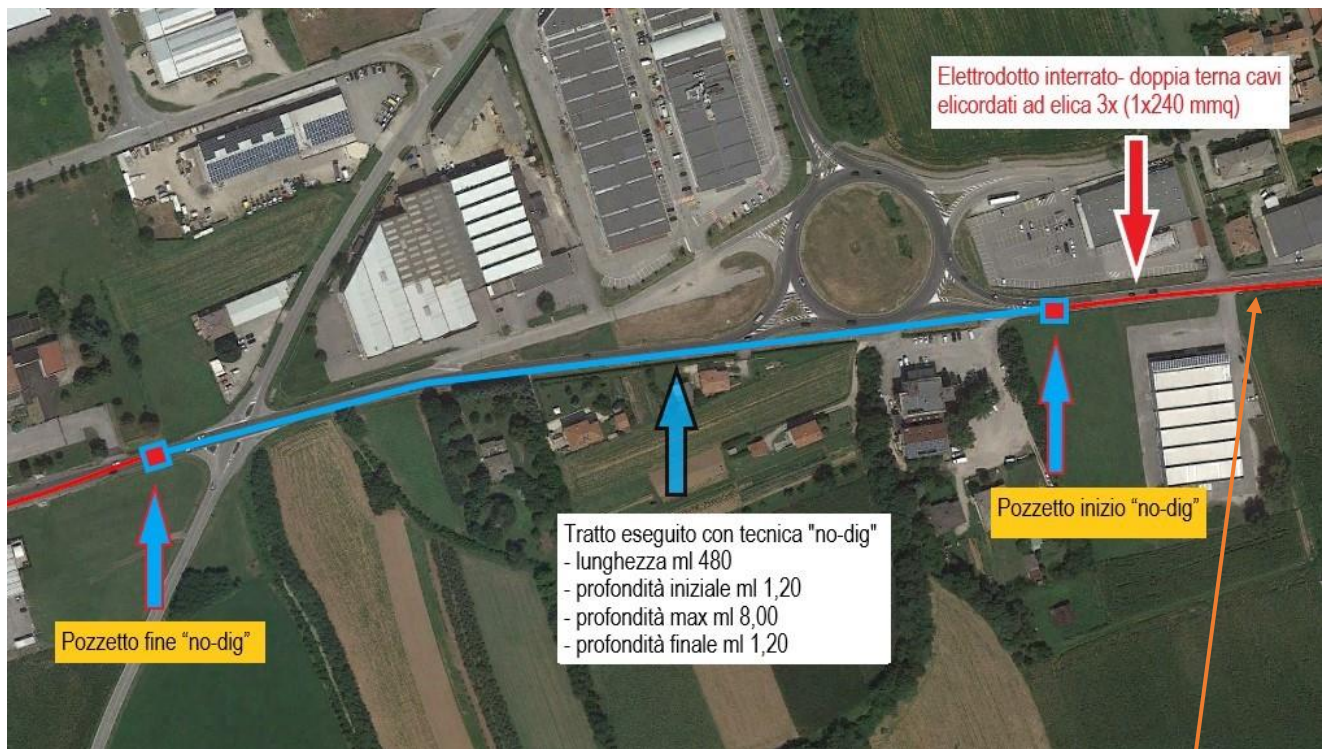 Elettrodotto interrato- doppia terna cavi
elicordati ad elica 3x (1x240 mmq)
Pozzetto inizio "no-dig"
Tratto eseguito con tecnica "no-dig"
- lunghezza ml 480
- profondità iniziale ml 1,20
- profondità max ml 8,00
- profondità finale ml 1,20
Pozzetto fine “no-dig”